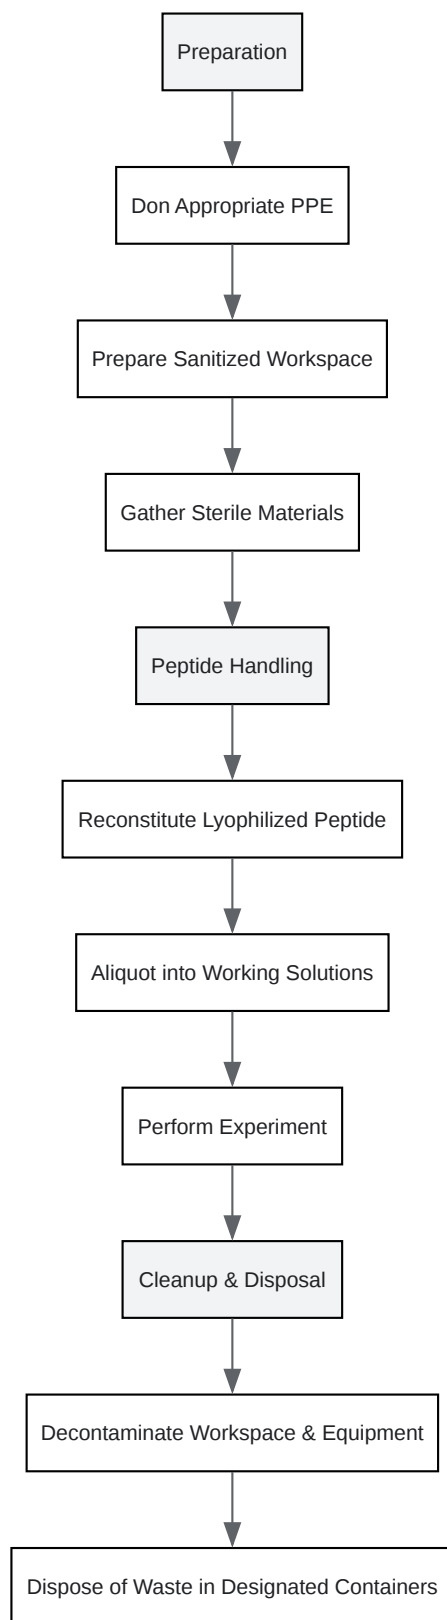 Preparation
Don Appropriate PPE
Prepare Sanitized Workspace
Gather Sterile Materials
Peptide Handling
Reconstitute Lyophilized Peptide
Aliquot into Working Solutions
Perform Experiment
Cleanup & Disposal
Decontaminate Workspace & Equipment
Dispose of Waste in Designated Containers